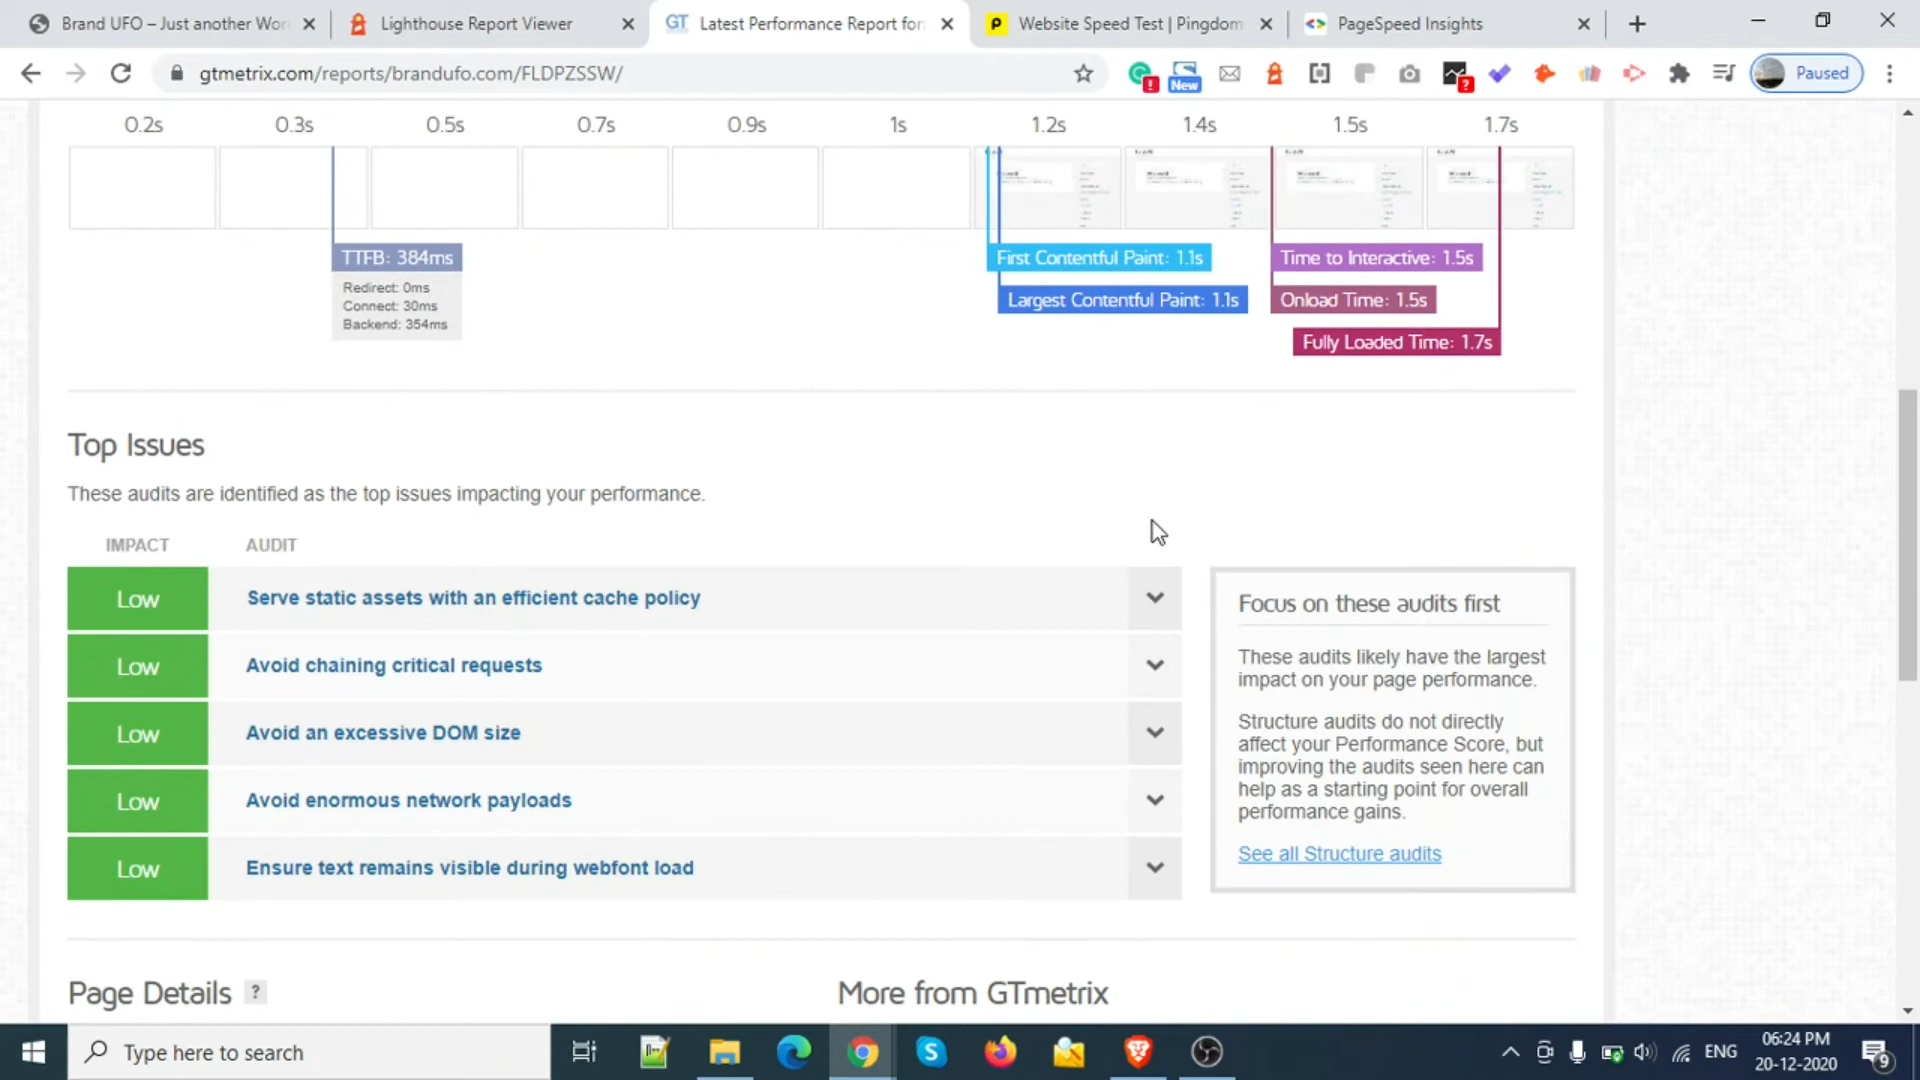 Brand UFO – Just another Wor
Lighthouse Report Viewer
GT Latest Performance Report for:
Website Speed Test | Pingdom
PageSpeed Insights
gtmetrix.com/reports/brandufo.com/FLDPZSSW/
New
Paused
0.2s 0.3s 0.5s 0.7s 0.9s 1s 1.2s 1.4s 1.5s 1.7s
TTFB: 384ms
Redirect: 0ms
Connect: 30ms
Backend: 354ms
First Contentful Paint: 1.1s
Largest Contentful Paint: 1.1s
Time to Interactive: 1.5s
Onload Time: 1.5s
Fully Loaded Time: 1.7s
Top Issues
These audits are identified as the top issues impacting your performance.
IMPACT AUDIT
Low Serve static assets with an efficient cache policy
Low Avoid chaining critical requests
Low Avoid an excessive DOM size
Low Avoid enormous network payloads
Low Ensure text remains visible during webfont load
Focus on these audits first
These audits likely have the largest
impact on your page performance.
Structure audits do not directly
affect your Performance Score, but
improving the audits seen here can
help as a starting point for overall
performance gains.
See all Structure audits
Page Details ?
More from GTmetrix
Type here to search
ENG
06:24 PM
20-12-2020
9